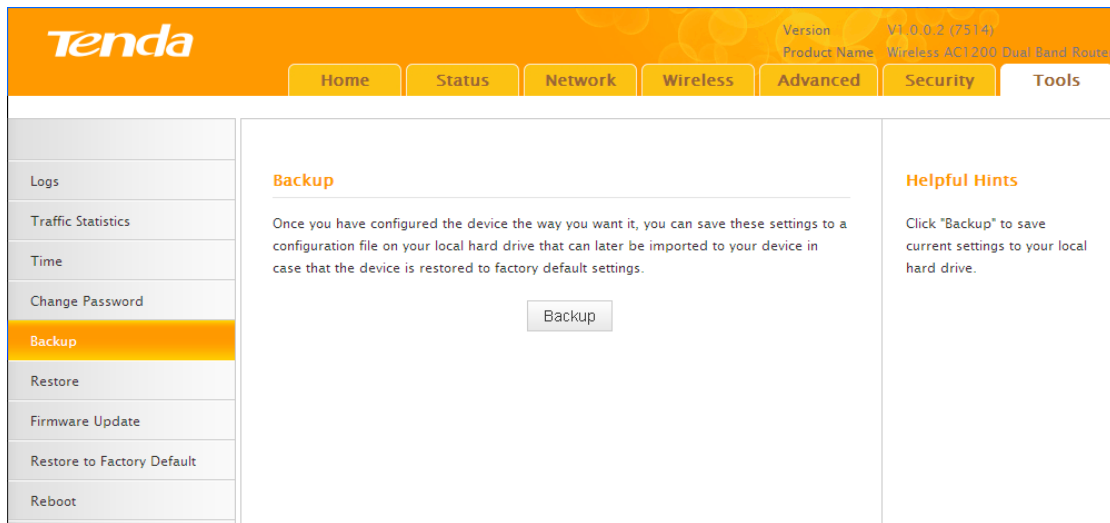 Tenda
Version V1.0.0.2 (7514)
Product Name Wireless AC1200 Dual Band Router
Home Status Network Wireless Advanced Security Tools
Logs
Traffic Statistics
Time
Change Password
Backup
Restore
Firmware Update
Restore to Factory Default
Reboot
Backup
Once you have configured the device the way you want it, you can save these settings to a
configuration file on your local hard drive that can later be imported to your device in
case that the device is restored to factory default settings.
Backup
Helpful Hints
Click "Backup" to save
current settings to your local
hard drive.